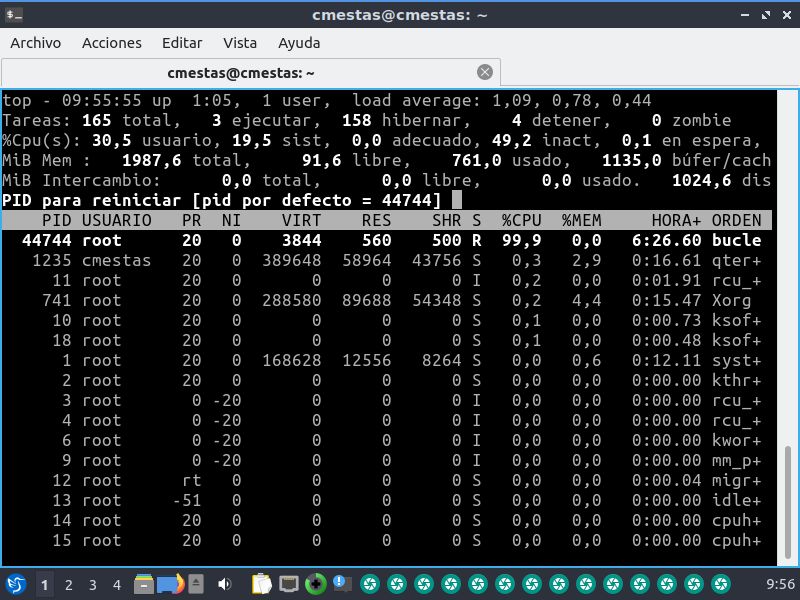 cmestas@cmestas: ~
Archivo Acciones Editar Vista Ayuda
cmestas@cmestas: ~
top - 09:55:55 up  1:05,  1 user,  load average: 1,09, 0,78, 0,44
Tareas: 165 total,   3 ejecutar,  158 hibernar,    4 detener,    0 zombie
%Cpu(s): 30,5 usuario, 19,5 sist,  0,0 adecuado, 49,2 inact,  0,1 en espera,
MiB Mem :   1987,6 total,     91,6 libre,    761,0 usado,   1135,0 búfer/cach
MiB Intercambio:      0,0 total,      0,0 libre,      0,0 usado.   1024,6 dis
PID para reiniciar [pid por defecto = 44744]
PID USUARIO PR NI VIRT RES SHR S %CPU %MEM HORA+ ORDEN
44744 root 20 0 3844 560 500 R 99,9 0,0 6:26.60 bucle
1235 cmestas 20 0 389648 58964 43756 S 0,3 2,9 0:16.61 qter+
11 root 20 0 0 0 0 I 0,2 0,0 0:01.91 rcu_+
741 root 20 0 288580 89688 54348 S 0,2 4,4 0:15.47 Xorg
10 root 20 0 0 0 0 S 0,1 0,0 0:00.73 ksof+
18 root 20 0 0 0 0 S 0,1 0,0 0:00.48 ksof+
1 root 20 0 168628 12556 8264 S 0,0 0,6 0:12.11 syst+
2 root 20 0 0 0 0 S 0,0 0,0 0:00.00 kthr+
3 root 0 -20 0 0 0 I 0,0 0,0 0:00.00 rcu_+
4 root 0 -20 0 0 0 I 0,0 0,0 0:00.00 rcu_+
6 root 0 -20 0 0 0 I 0,0 0,0 0:00.00 kwor+
9 root 0 -20 0 0 0 I 0,0 0,0 0:00.00 mm_p+
12 root rt 0 0 0 0 S 0,0 0,0 0:00.04 migr+
13 root -51 0 0 0 0 S 0,0 0,0 0:00.00 idle+
14 root 20 0 0 0 0 S 0,0 0,0 0:00.00 cpuh+
15 root 20 0 0 0 0 S 0,0 0,0 0:00.00 cpuh+
1 2 3 4 9:56